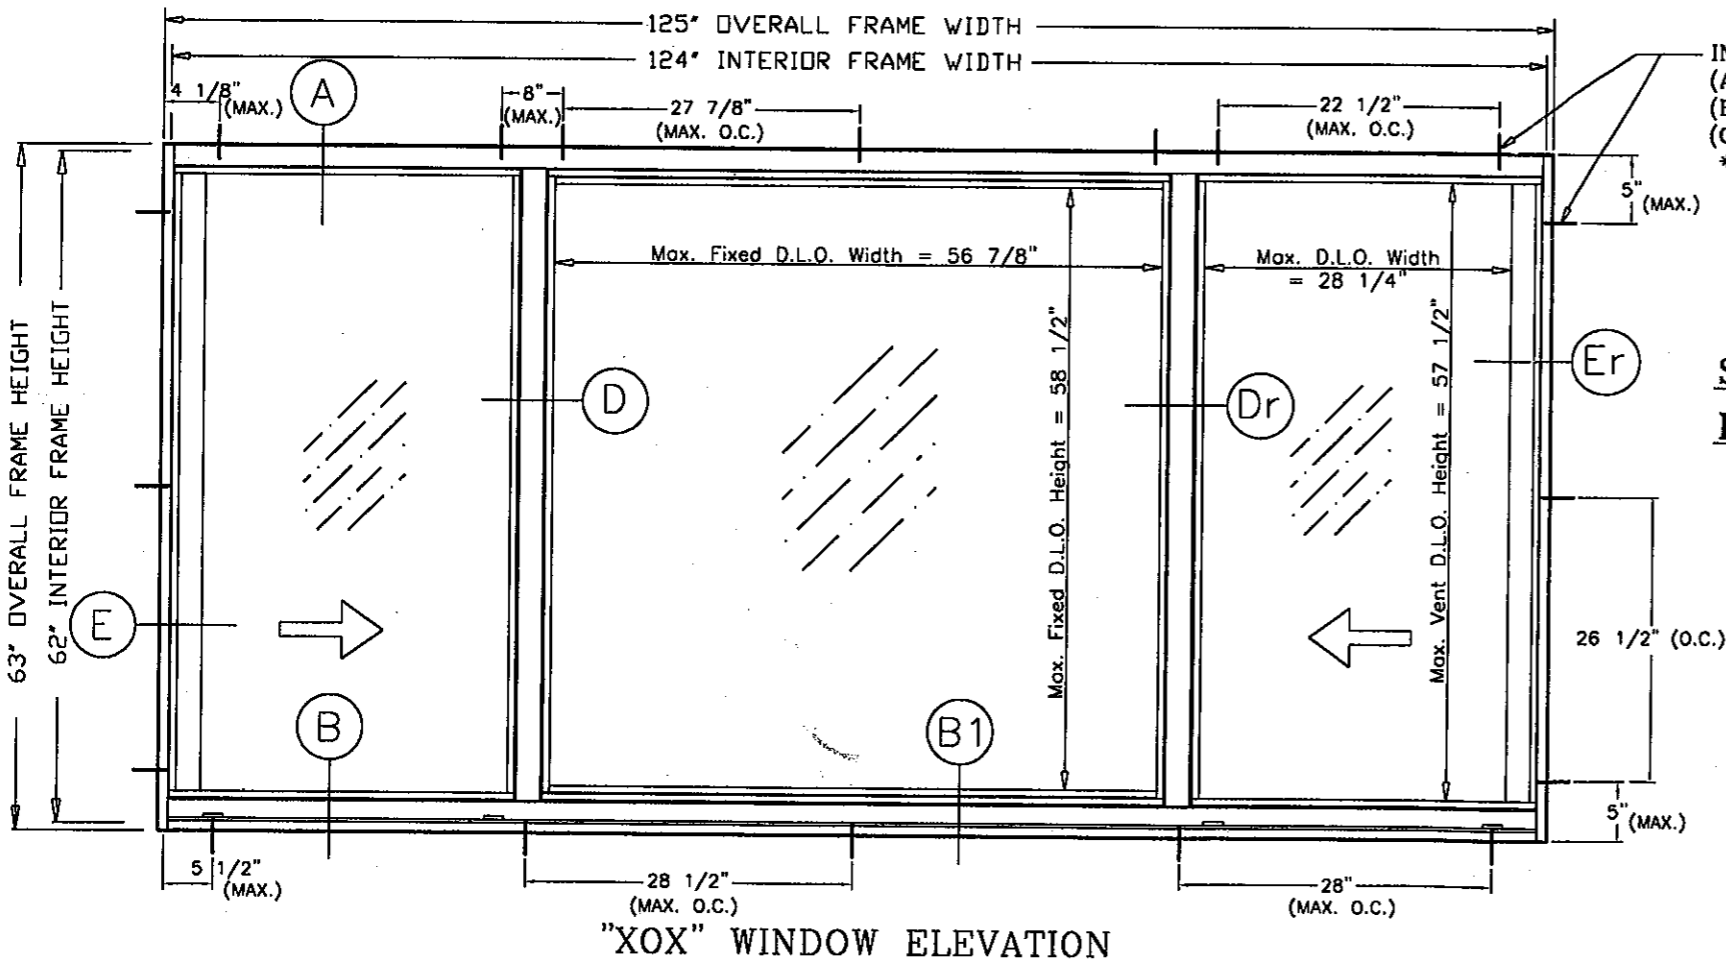 125" OVERALL FRAME WIDTH
124" INTERIOR FRAME WIDTH
4 1/8"
(MAX.)
A
8"
(MAX.)
27 7/8"
(MAX. O.C.)
22 1/2"
(MAX. O.C.)
5"
(MAX.)
63" OVERALL FRAME HEIGHT
62" INTERIOR FRAME HEIGHT
Max. Fixed D.L.O. Width = 56 7/8"
Max. D.L.O. Width
= 28 1/4"
Max. Fixed D.L.O. Height = 58 1/2"
Max. Vent D.L.O. Height = 57 1/2"
D
Dr
Er
E
B
B1
26 1/2" (O.C.)
5"
(MAX.)
5 1/2"
(MAX.)
28 1/2"
(MAX. O.C.)
28"
(MAX. O.C.)
"XOX" WINDOW ELEVATION